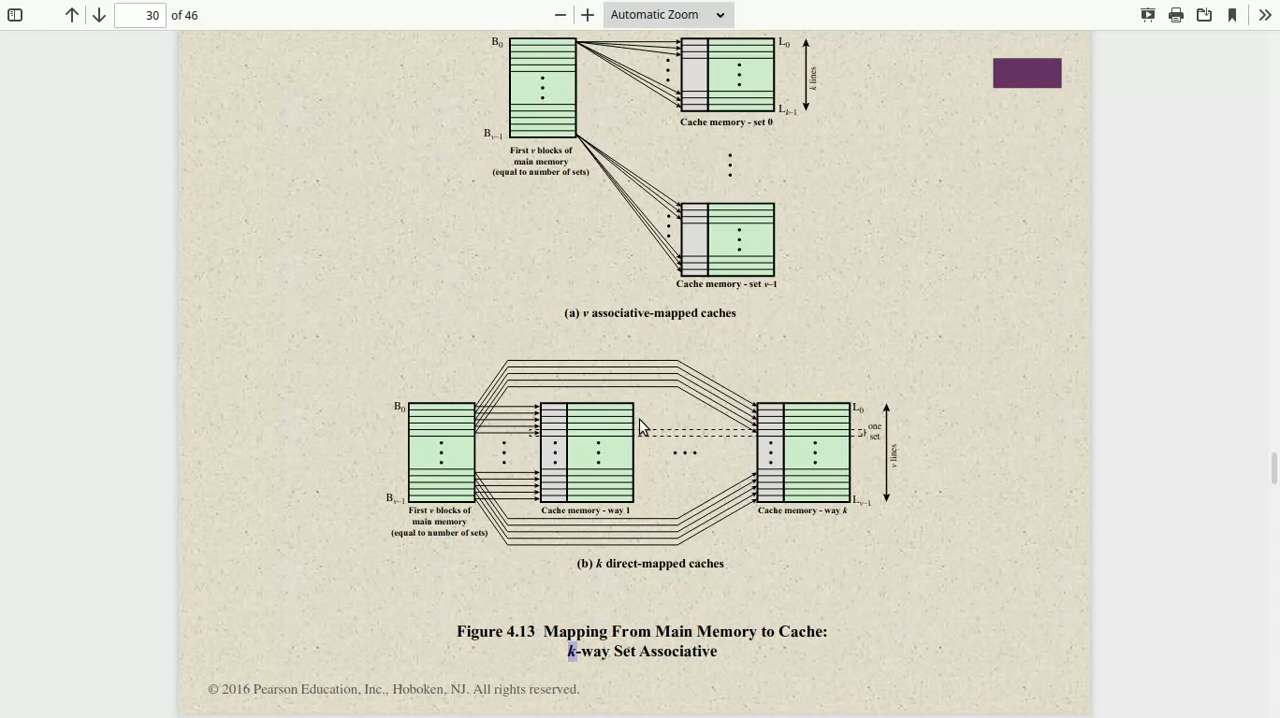 30 of 46
Automatic Zoom
B0
L0
k lines
Lk–1
Cache memory - set 0
Bv–1
First v blocks of
main memory
(equal to number of sets)
Cache memory - set v–1
(a) v associative-mapped caches
B0
L0
one
set
v lines
Bv–1
Lv–1
First v blocks of
main memory
(equal to number of sets)
Cache memory - way 1
Cache memory - way k
(b) k direct-mapped caches
Figure 4.13 Mapping From Main Memory to Cache:
k-way Set Associative
© 2016 Pearson Education, Inc., Hoboken, NJ. All rights reserved.